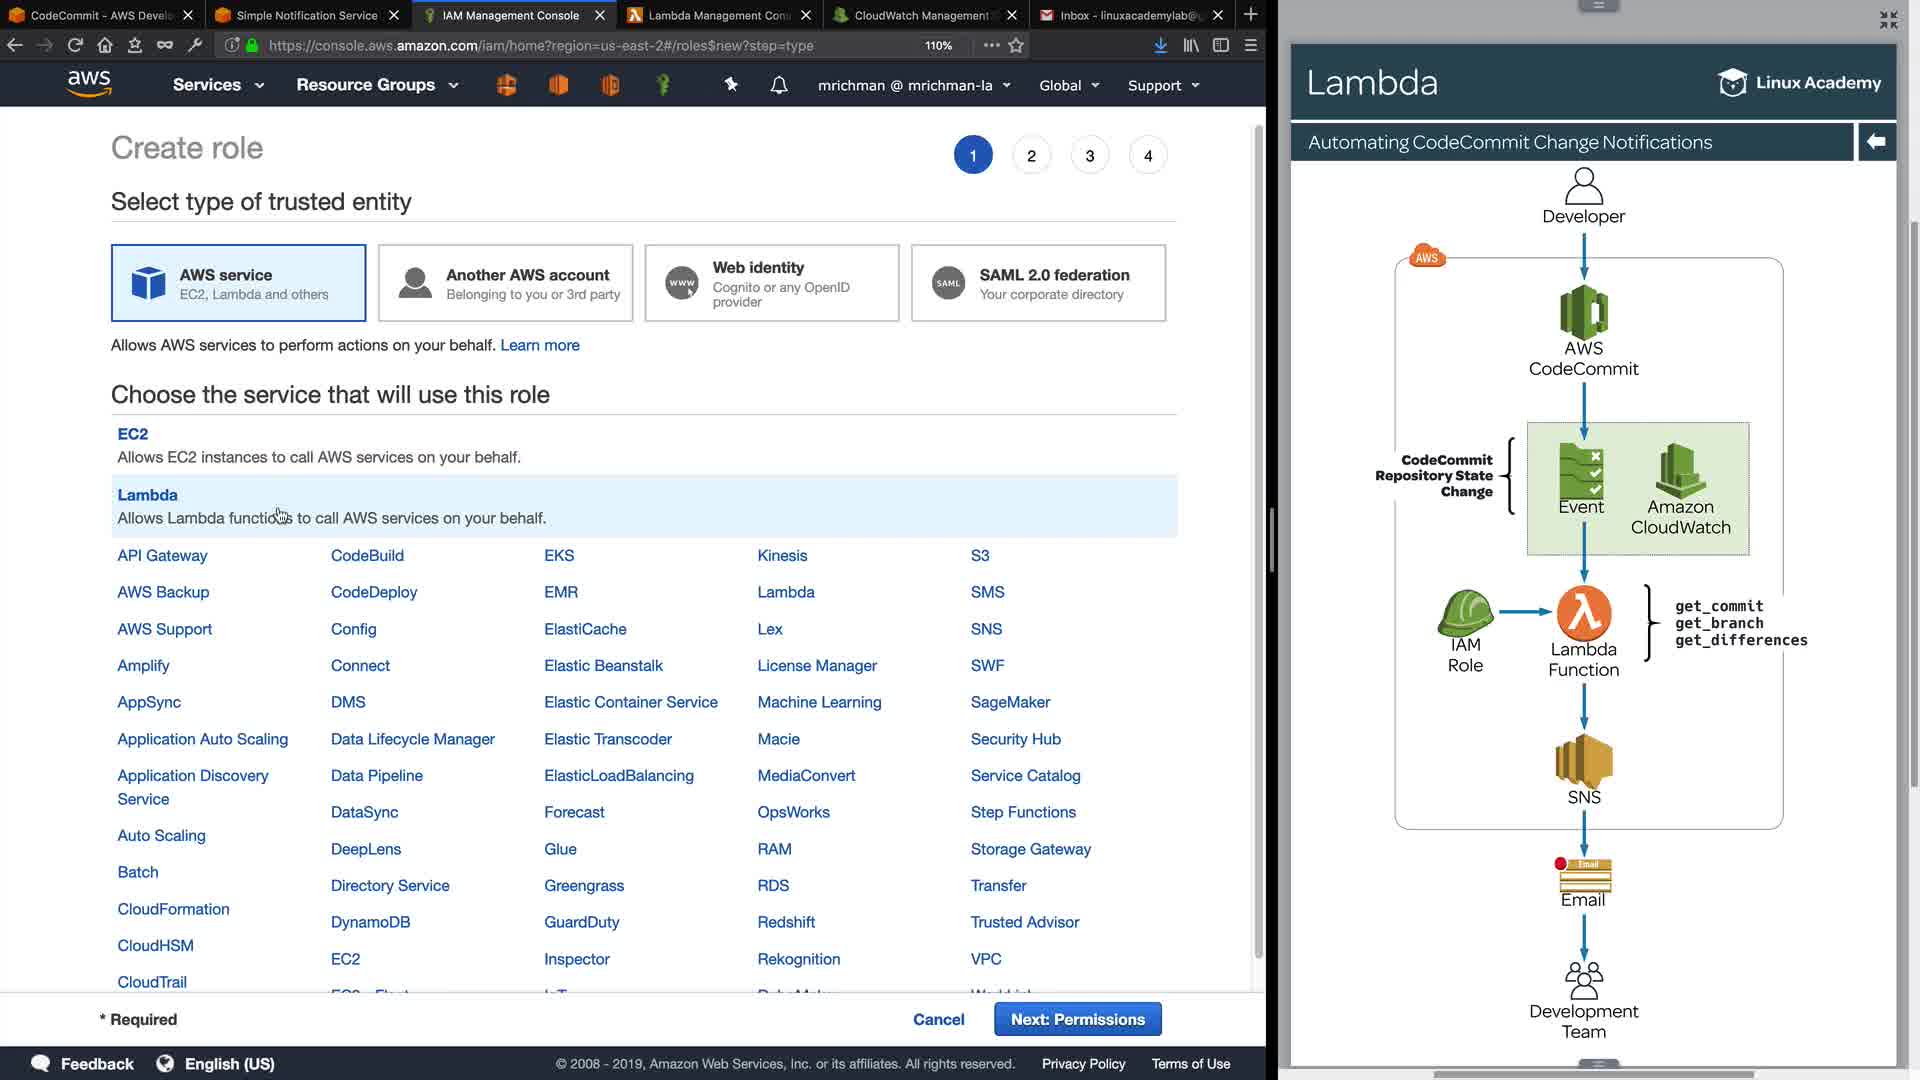 CodeCommit - AWS Develo
Simple Notification Service
IAM Management Console
Lambda Management Con
CloudWatch Management
Inbox - linuxacademylab@g
https://console.aws.amazon.com/iam/home?region=us-east-2#/roles$new?step=type
110%
aws
Services
Resource Groups
mrichman @ mrichman-la
Global
Support
Create role
1
2
3
4
Select type of trusted entity
AWS service
EC2, Lambda and others
Another AWS account
Belonging to you or 3rd party
www
Web identity
Cognito or any OpenID
provider
SAML
SAML 2.0 federation
Your corporate directory
Allows AWS services to perform actions on your behalf. Learn more
Choose the service that will use this role
EC2
Allows EC2 instances to call AWS services on your behalf.
Lambda
Allows Lambda functions to call AWS services on your behalf.
API Gateway
AWS Backup
AWS Support
Amplify
AppSync
Application Auto Scaling
Application Discovery
Service
Auto Scaling
Batch
CloudFormation
CloudHSM
CloudTrail
CodeBuild
CodeDeploy
Config
Connect
DMS
Data Lifecycle Manager
Data Pipeline
DataSync
DeepLens
Directory Service
DynamoDB
EC2
EKS
EMR
ElastiCache
Elastic Beanstalk
Elastic Container Service
Elastic Transcoder
ElasticLoadBalancing
Forecast
Glue
Greengrass
GuardDuty
Inspector
Kinesis
Lambda
Lex
License Manager
Machine Learning
Macie
MediaConvert
OpsWorks
RAM
RDS
Redshift
Rekognition
S3
SMS
SNS
SWF
SageMaker
Security Hub
Service Catalog
Step Functions
Storage Gateway
Transfer
Trusted Advisor
VPC
* Required
Cancel
Next: Permissions
Feedback
English (US)
© 2008 - 2019, Amazon Web Services, Inc. or its affiliates. All rights reserved.
Privacy Policy
Terms of Use
Lambda
Linux Academy
Automating CodeCommit Change Notifications
Developer
AWS
AWS
CodeCommit
CodeCommit
Repository State
Change
Event
Amazon
CloudWatch
IAM
Role
Lambda
Function
get_commit
get_branch
get_differences
SNS
Email
Email
Development
Team